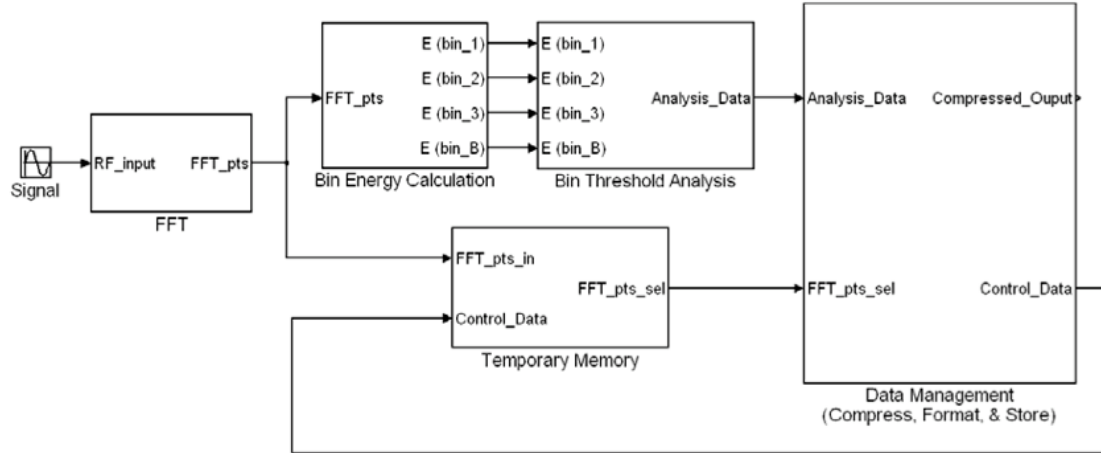 Signal
RF_input
FFT_pts
FFT
FFT_pts
E (bin_1)
E (bin_2)
E (bin_3)
E (bin_B)
Bin Energy Calculation
E (bin_1)
E (bin_2)
E (bin_3)
E (bin_B)
Analysis_Data
Bin Threshold Analysis
FFT_pts_in
Control_Data
FFT_pts_sel
Temporary Memory
Analysis_Data
FFT_pts_sel
Compressed_Ouput
Control_Data
Data Management
(Compress, Format, & Store)